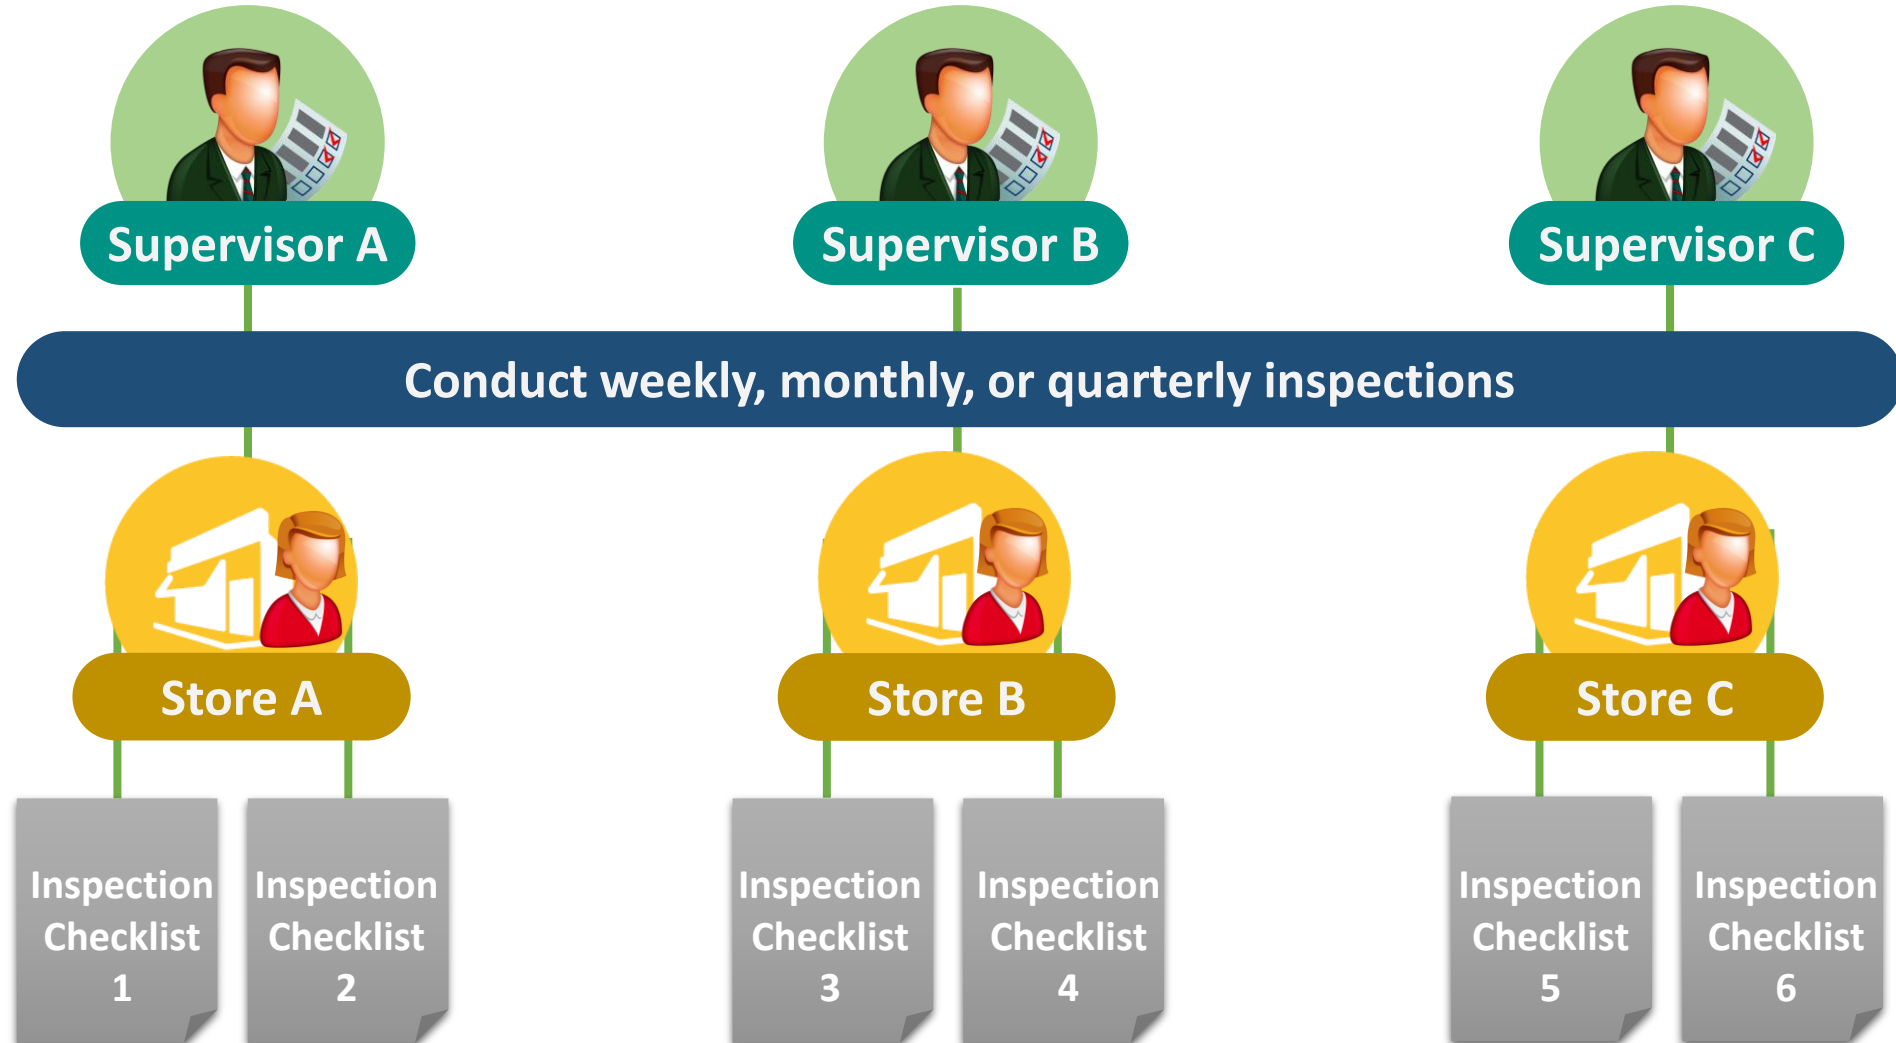 Supervisor A
Supervisor B
Supervisor C
Conduct weekly, monthly, or quarterly inspections
Store A
Store B
Store C
Inspection
Checklist
1
Inspection
Checklist
2
Inspection
Checklist
3
Inspection
Checklist
4
Inspection
Checklist
5
Inspection
Checklist
6